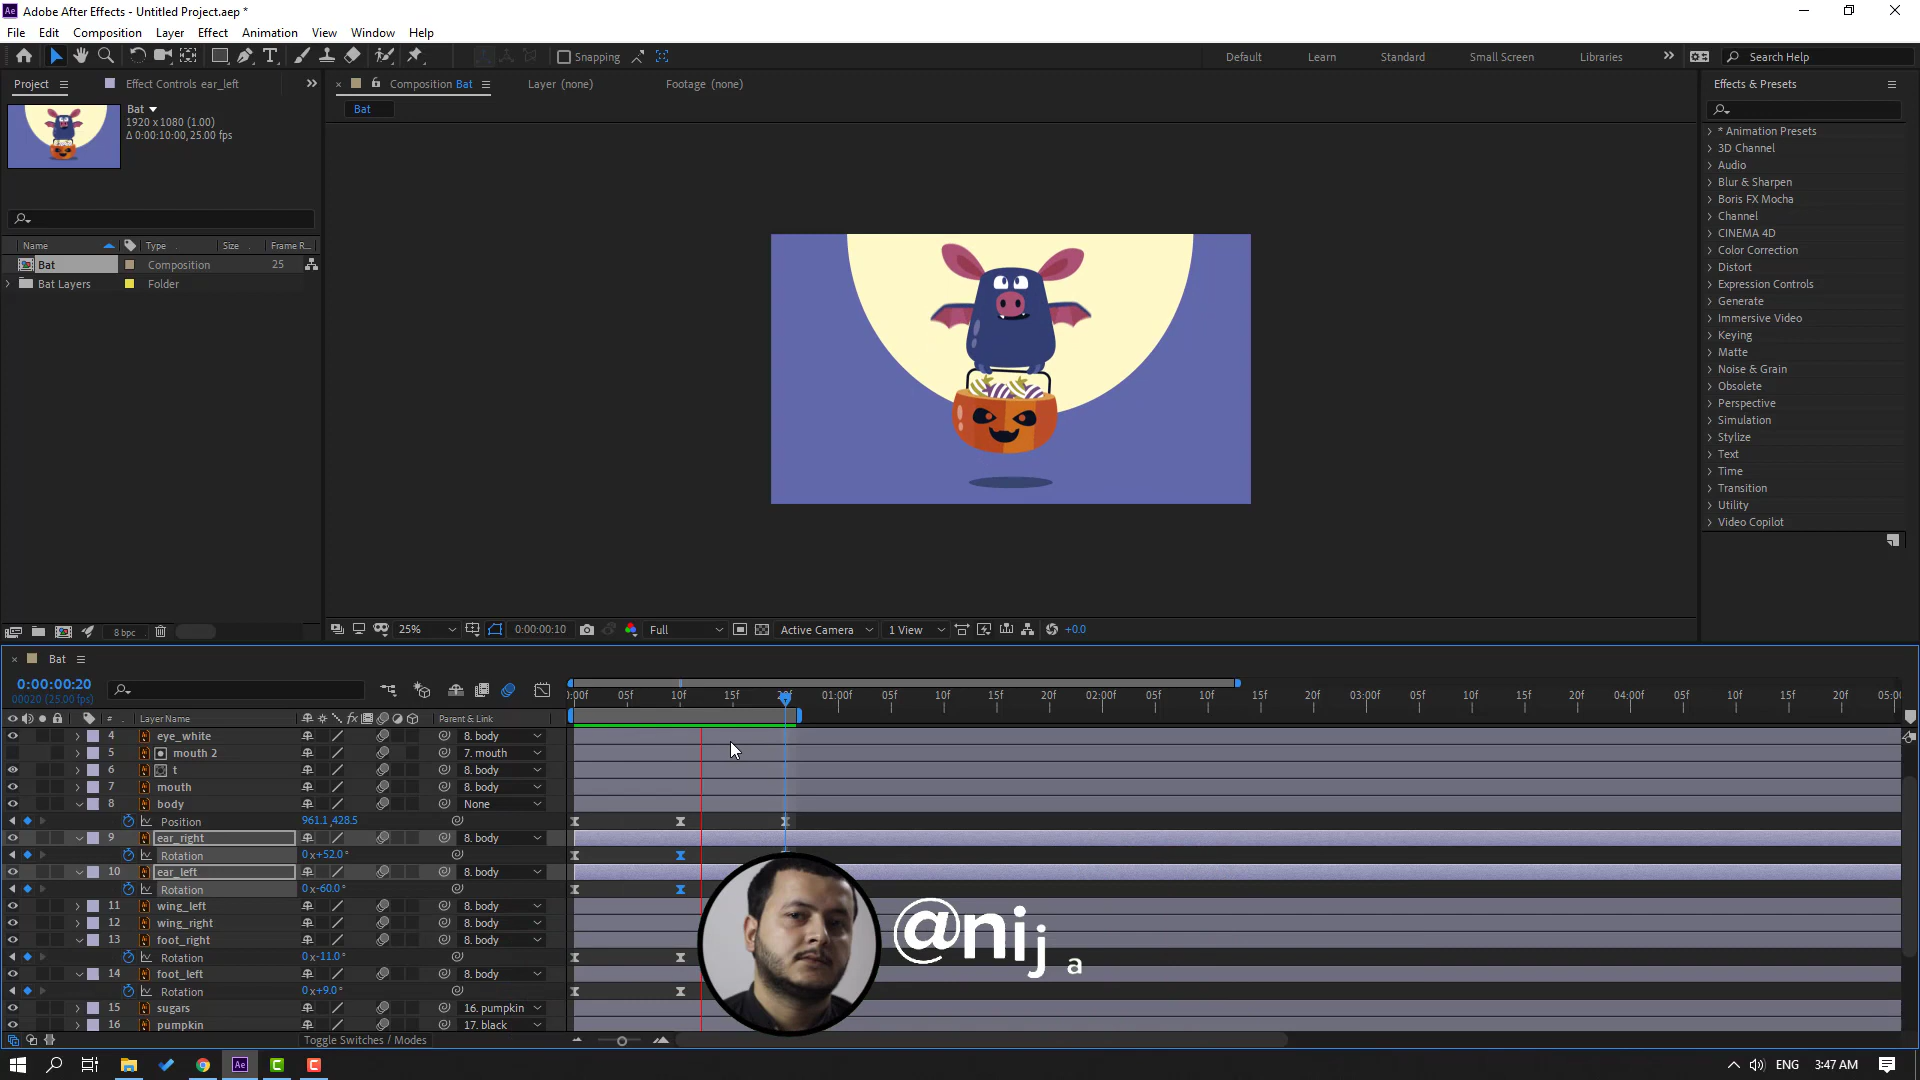 Adobe After Effects - Untitled Project.aep *
File Edit Composition Layer Effect Animation View Window Help
Snapping Default Learn Standard Small Screen Libraries Search Help
Project Effect Controls ear_left
Bat
1920 x 1080 (1.00)
Δ 0:00:10:00, 25.00 fps
Name Type Size Frame R...
Bat Composition 25
Bat Layers Folder
8 bpc
Composition Bat Layer (none) Footage (none)
Bat
25% 0:00:00:10 Full Active Camera 1 View +0.0
Effects & Presets
* Animation Presets
3D Channel
Audio
Blur & Sharpen
Boris FX Mocha
Channel
CINEMA 4D
Color Correction
Distort
Expression Controls
Generate
Immersive Video
Keying
Matte
Noise & Grain
Obsolete
Perspective
Simulation
Stylize
Text
Time
Transition
Utility
Video Copilot
Bat
0:00:00:20
00020 (25.00 fps)
:00f 05f 10f 15f 20f 01:00f 05f 10f 15f 20f 02:00f 05f 10f 15f 20f 03:00f 05f 10f 15f 20f 04:00f 05f 10f 15f 20f 05:00
# Layer Name Parent & Link
4 eye_white 8. body
5 mouth 2 7. mouth
6 t 8. body
7 mouth 8. body
8 body None
Position 961.1,428.5
9 ear_right 8. body
Rotation 0x+52.0°
10 ear_left 8. body
Rotation 0x-60.0°
11 wing_left 8. body
12 wing_right 8. body
13 foot_right 8. body
Rotation 0x-11.0°
14 foot_left 8. body
Rotation 0x+9.0°
15 sugars 16. pumpkin
16 pumpkin 17. black
Toggle Switches / Modes
@nij a
ENG 3:47 AM